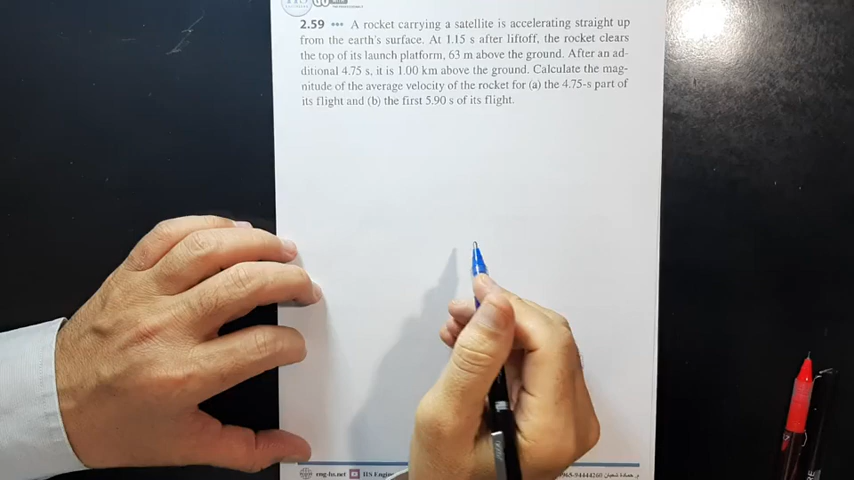 2.59 ••• A rocket carrying a satellite is accelerating straight up
from the earth's surface. At 1.15 s after liftoff, the rocket clears
the top of its launch platform, 63 m above the ground. After an ad-
ditional 4.75 s, it is 1.00 km above the ground. Calculate the mag-
nitude of the average velocity of the rocket for (a) the 4.75-s part of
its flight and (b) the first 5.90 s of its flight.
eng-hs.net